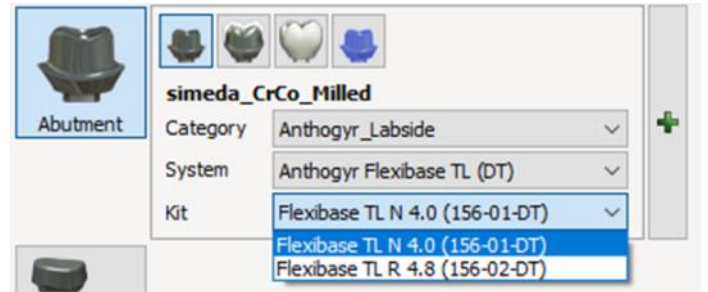 simeda_CrCo_Milled
Abutment
Category Anthogyr_Labside
System Anthogyr Flexibase TL (DT)
Kit Flexibase TL N 4.0 (156-01-DT)
Flexibase TL N 4.0 (156-01-DT)
Flexibase TL R 4.8 (156-02-DT)